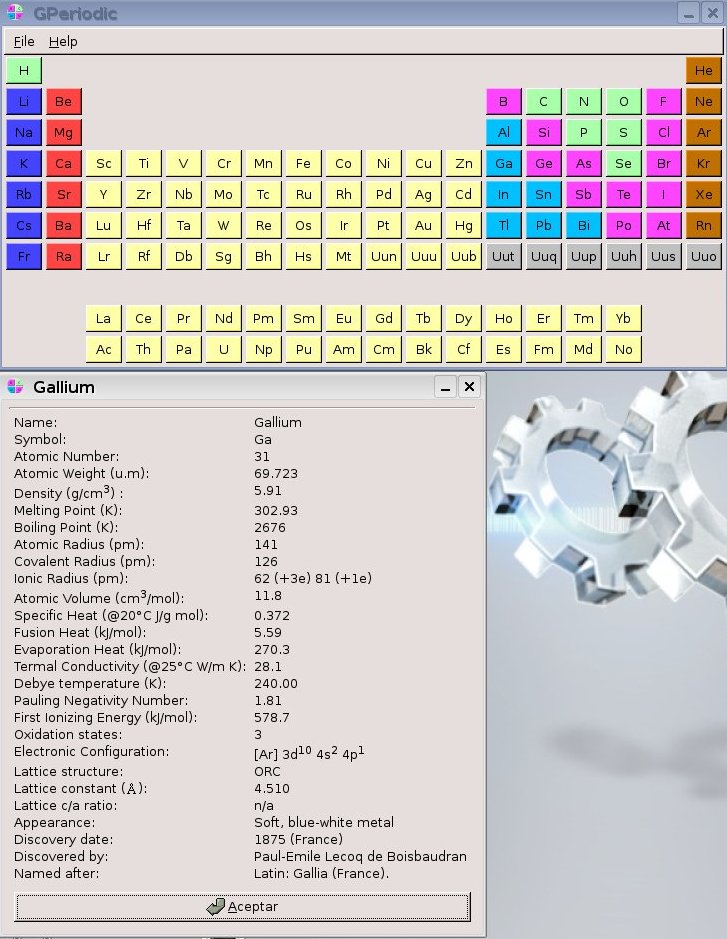 GPeriodic
File Help
H He
Li Be B C N O F Ne
Na Mg Al Si P S Cl Ar
K Ca Sc Ti V Cr Mn Fe Co Ni Cu Zn Ga Ge As Se Br Kr
Rb Sr Y Zr Nb Mo Tc Ru Rh Pd Ag Cd In Sn Sb Te I Xe
Cs Ba Lu Hf Ta W Re Os Ir Pt Au Hg Tl Pb Bi Po At Rn
Fr Ra Lr Rf Db Sg Bh Hs Mt Uun Uuu Uub Uut Uuq Uup Uuh Uus Uuo
La Ce Pr Nd Pm Sm Eu Gd Tb Dy Ho Er Tm Yb
Ac Th Pa U Np Pu Am Cm Bk Cf Es Fm Md No
Gallium
Name: Gallium
Symbol: Ga
Atomic Number: 31
Atomic Weight (u.m): 69.723
Density (g/cm³) : 5.91
Melting Point (K): 302.93
Boiling Point (K): 2676
Atomic Radius (pm): 141
Covalent Radius (pm): 126
Ionic Radius (pm): 62 (+3e) 81 (+1e)
Atomic Volume (cm³/mol): 11.8
Specific Heat (@20°C J/g mol): 0.372
Fusion Heat (kJ/mol): 5.59
Evaporation Heat (kJ/mol): 270.3
Termal Conductivity (@25°C W/m K): 28.1
Debye temperature (K): 240.00
Pauling Negativity Number: 1.81
First Ionizing Energy (kJ/mol): 578.7
Oxidation states: 3
Electronic Configuration: [Ar] 3d¹⁰ 4s² 4p¹
Lattice structure: ORC
Lattice constant (Å): 4.510
Lattice c/a ratio: n/a
Appearance: Soft, blue-white metal
Discovery date: 1875 (France)
Discovered by: Paul-Emile Lecoq de Boisbaudran
Named after: Latin: Gallia (France).
Aceptar